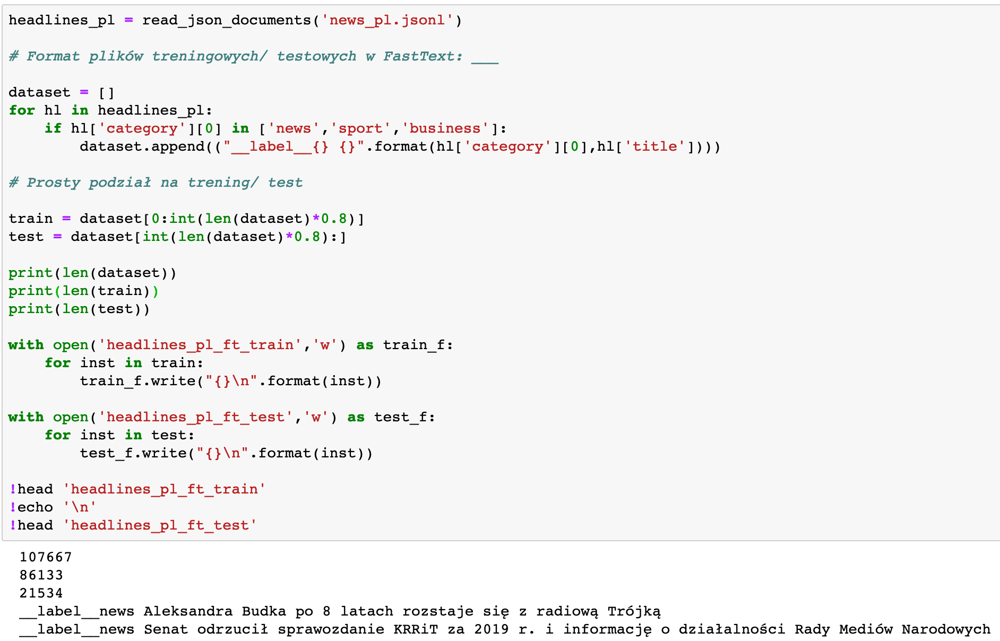 headlines_pl = read_json_documents('news_pl.jsonl')
# Format plików treningowych/ testowych w FastText: ___
dataset = []
for hl in headlines_pl:
    if hl['category'][0] in ['news','sport','business']:
        dataset.append(("__label__{} {}".format(hl['category'][0],hl['title'])))
# Prosty podział na trening/ test
train = dataset[0:int(len(dataset)*0.8)]
test = dataset[int(len(dataset)*0.8):]
print(len(dataset))
print(len(train))
print(len(test))
with open('headlines_pl_ft_train','w') as train_f:
    for inst in train:
        train_f.write("{}\n".format(inst))
with open('headlines_pl_ft_test','w') as test_f:
    for inst in test:
        test_f.write("{}\n".format(inst))
!head 'headlines_pl_ft_train'
!echo '\n'
!head 'headlines_pl_ft_test'
107667
86133
21534
__label__news Aleksandra Budka po 8 latach rozstaje się z radiową Trójką
__label__news Senat odrzucił sprawozdanie KRRiT za 2019 r. i informację o działalności Rady Mediów Narodowych